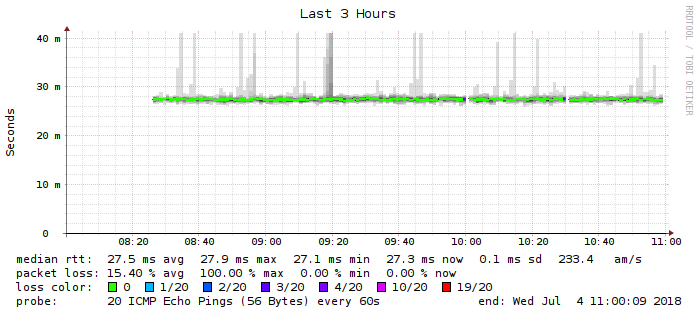 Last 3 Hours
RRDTOOL / TOBI OETIKER
Seconds
40 m
30 m
20 m
10 m
0
08:20 08:40 09:00 09:20 09:40 10:00 10:20 10:40 11:00
median rtt: 27.5 ms avg 27.9 ms max 27.1 ms min 27.3 ms now 0.1 ms sd 233.4 am/s
packet loss: 15.40 % avg 100.00 % max 0.00 % min 0.00 % now
loss color: 0 1/20 2/20 3/20 4/20 10/20 19/20
probe: 20 ICMP Echo Pings (56 Bytes) every 60s end: Wed Jul 4 11:00:09 2018